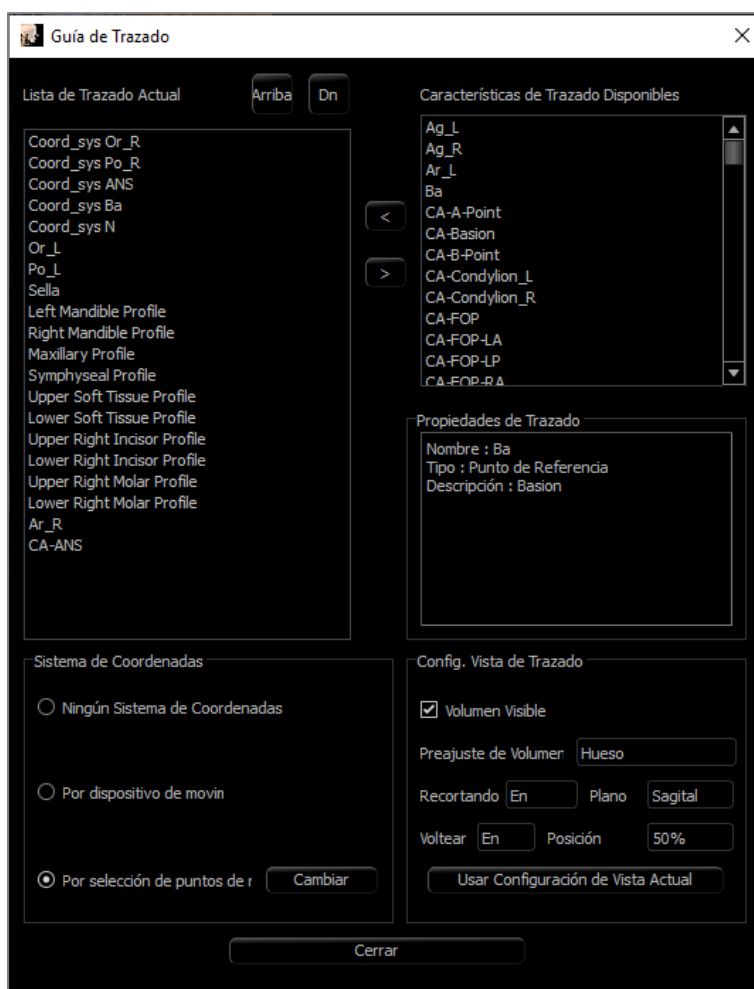 Guía de Trazado
Lista de Trazado Actual
Arriba
Dn
Coord_sys Or_R
Coord_sys Po_R
Coord_sys ANS
Coord_sys Ba
Coord_sys N
Or_L
Po_L
Sella
Left Mandible Profile
Right Mandible Profile
Maxillary Profile
Symphyseal Profile
Upper Soft Tissue Profile
Lower Soft Tissue Profile
Upper Right Incisor Profile
Lower Right Incisor Profile
Upper Right Molar Profile
Lower Right Molar Profile
Ar_R
CA-ANS
<
>
Características de Trazado Disponibles
Ag_L
Ag_R
Ar_L
Ba
CA-A-Point
CA-Basion
CA-B-Point
CA-Condylion_L
CA-Condylion_R
CA-FOP
CA-FOP-LA
CA-FOP-LP
CA-FOP-RA
Propiedades de Trazado
Nombre : Ba
Tipo : Punto de Referencia
Descripción : Basion
Sistema de Coordenadas
Ningún Sistema de Coordenadas
Por dispositivo de movin
Por selección de puntos de r
Cambiar
Config. Vista de Trazado
Volumen Visible
Preajuste de Volumen Hueso
Recortando En Plano Sagital
Voltear En Posición 50%
Usar Configuración de Vista Actual
Cerrar